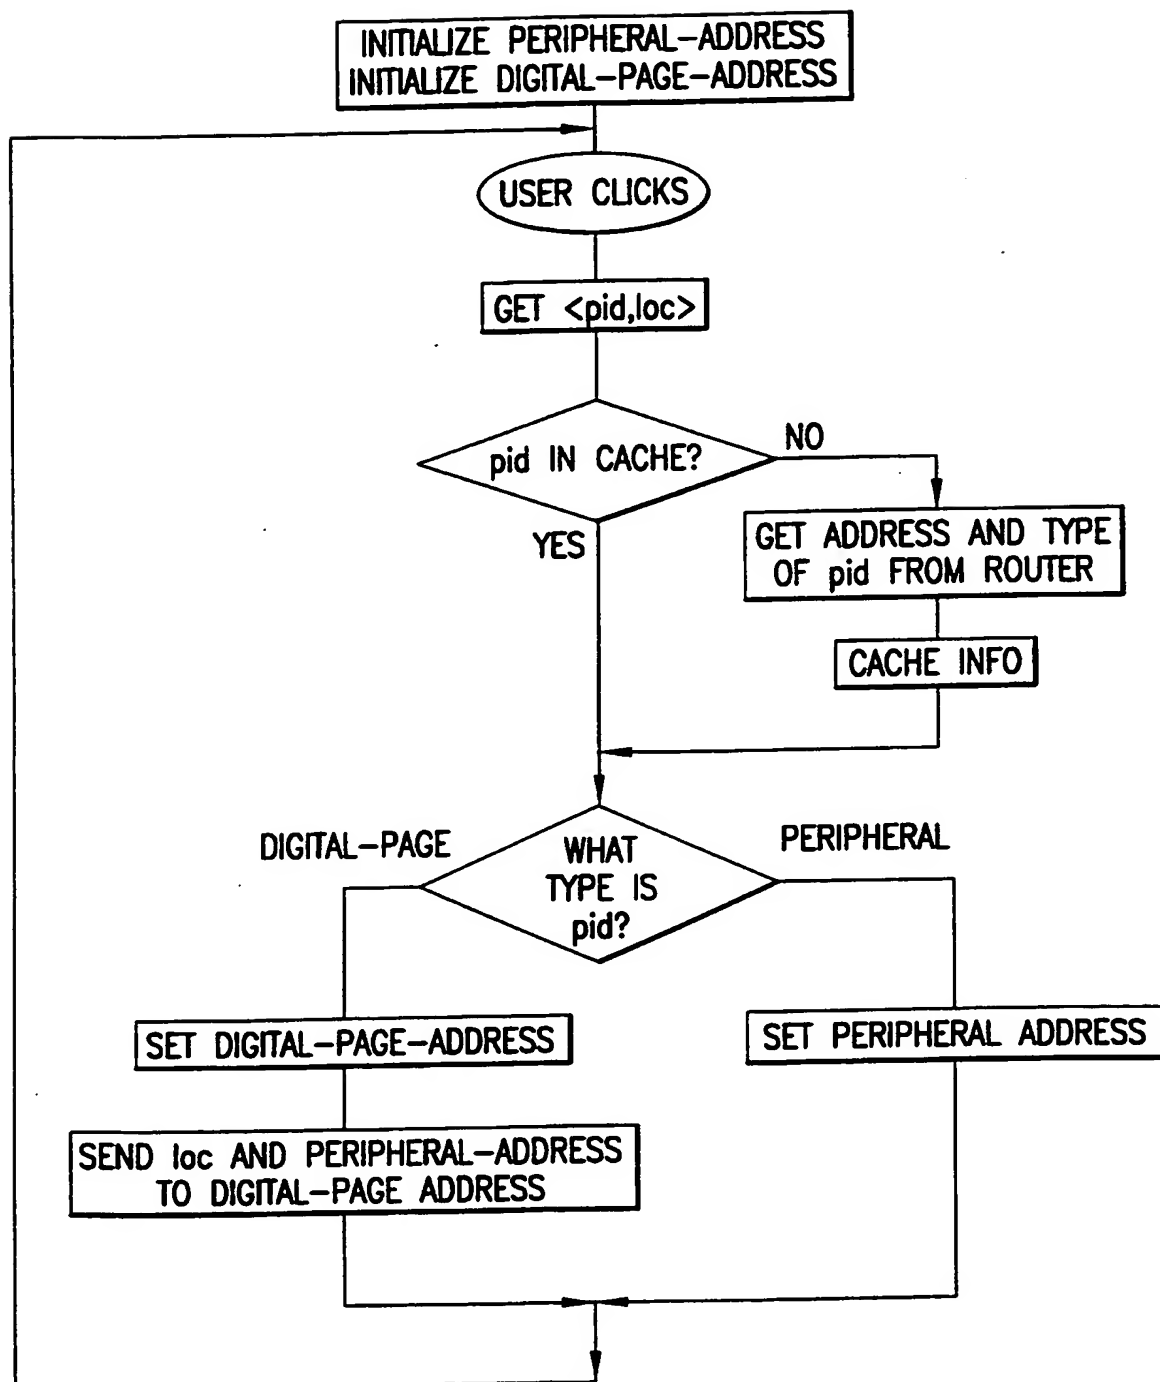 INITIALIZE PERIPHERAL-ADDRESS
INITIALIZE DIGITAL-PAGE-ADDRESS
USER CLICKS
GET <pid,loc>
pid IN CACHE?
NO
YES
GET ADDRESS AND TYPE
OF pid FROM ROUTER
CACHE INFO
DIGITAL-PAGE
WHAT
TYPE IS
pid?
PERIPHERAL
SET DIGITAL-PAGE-ADDRESS
SET PERIPHERAL ADDRESS
SEND loc AND PERIPHERAL-ADDRESS
TO DIGITAL-PAGE ADDRESS